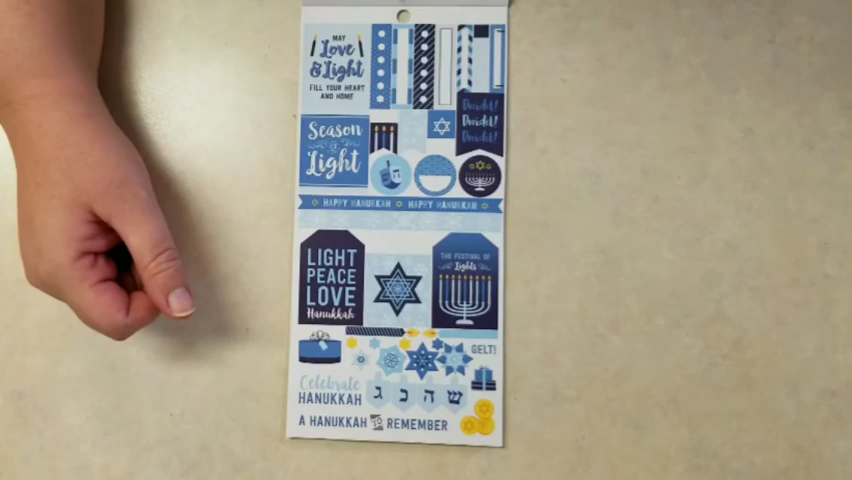 MAY
Love
& Light
FILL YOUR HEART
AND HOME
Dreidel!
Dreidel!
Dreidel!
Season
of
Light
HAPPY HANUKKAH HAPPY HANUKKAH
LIGHT
PEACE
LOVE
Hanukkah
THE FESTIVAL OF
Lights
GELT!
Celebrate
HANUKKAH
ש ה כ ג
A HANUKKAH TO REMEMBER